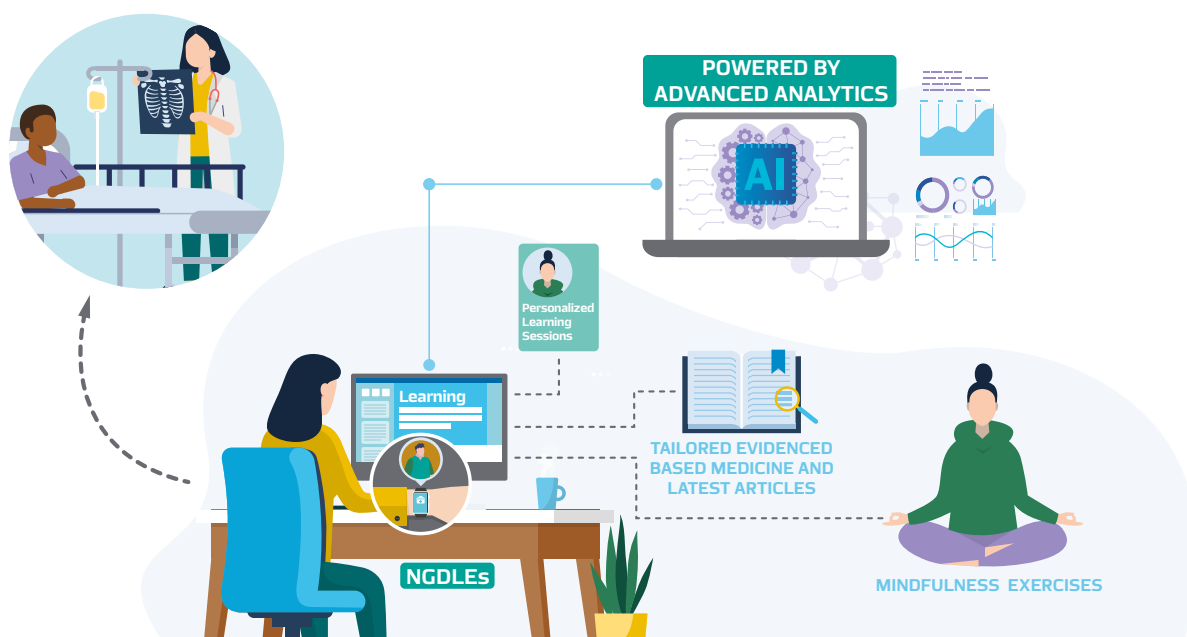 POWERED BY
ADVANCED ANALYTICS
AI
Personalized
Learning
Sessions
Learning
TAILORED EVIDENCED
BASED MEDICINE AND
LATEST ARTICLES
NGDLEs
MINDFULNESS EXERCISES